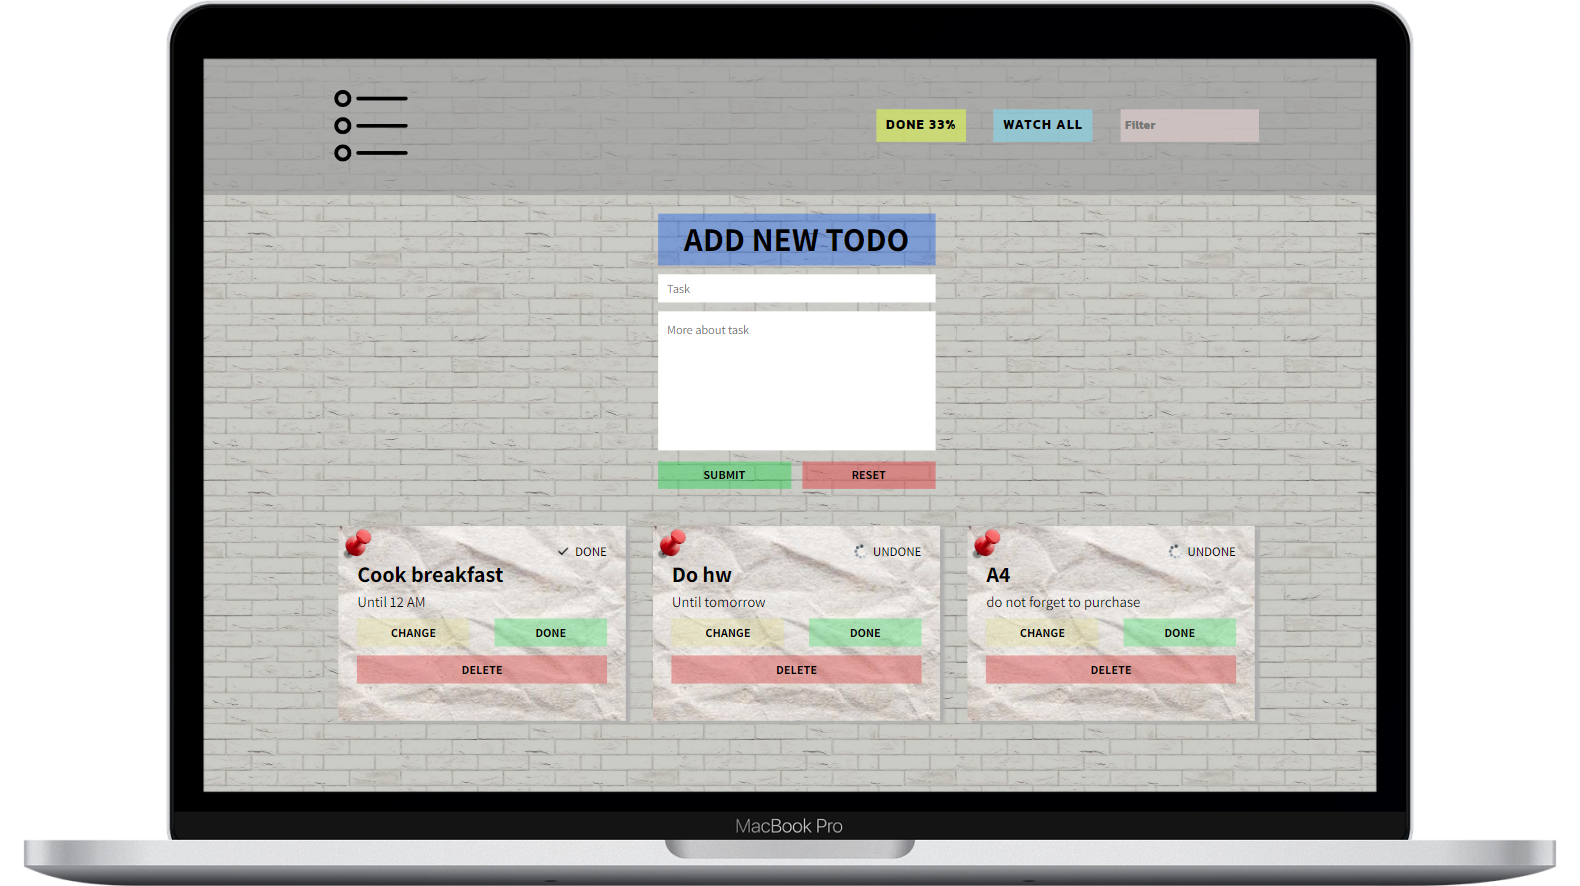 DONE 33% WATCH ALL Filter
ADD NEW TODO
Task
More about task
SUBMIT RESET
DONE
Cook breakfast
Until 12 AM
CHANGE DONE
DELETE
UNDONE
Do hw
Until tomorrow
CHANGE DONE
DELETE
UNDONE
A4
do not forget to purchase
CHANGE DONE
DELETE
MacBook Pro